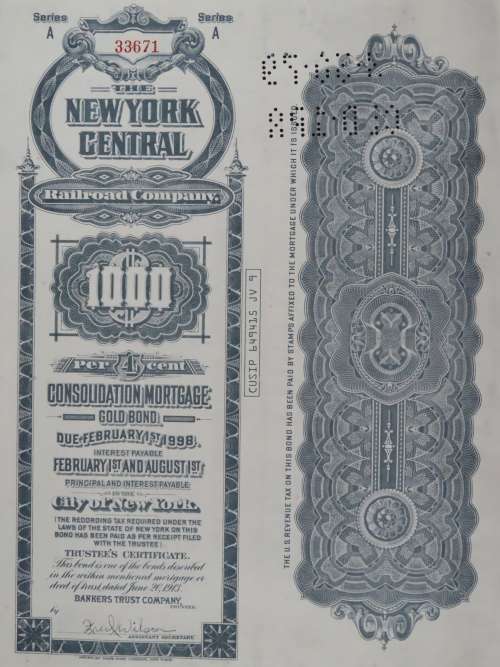 Series
A
Series
A
33671
THE
NEW YORK
CENTRAL
Railroad Company.
1000
PER 4 CENT
CONSOLIDATION MORTGAGE
GOLD BOND.
DUE FEBRUARY 1ST 1998.
INTEREST PAYABLE
FEBRUARY 1ST AND AUGUST 1ST
PRINCIPAL AND INTEREST PAYABLE
IN THE
City of New York.
(THE RECORDING TAX REQUIRED UNDER THE
LAWS OF THE STATE OF NEW YORK ON THIS
BOND HAS BEEN PAID AS PER RECEIPT FILED
WITH THE TRUSTEE)
TRUSTEE'S CERTIFICATE.
This bond is one of the bonds described
in the within mentioned mortgage or
deed of trust dated June 20, 1913.
BANKERS TRUST COMPANY,
TRUSTEE,
by
ASSISTANT SECRETARY
CUSIP 649415 JV 9
THE U.S. REVENUE TAX ON THIS BOND HAS BEEN PAID BY STAMPS AFFIXED TO THE MORTGAGE UNDER WHICH IT IS ISSUED